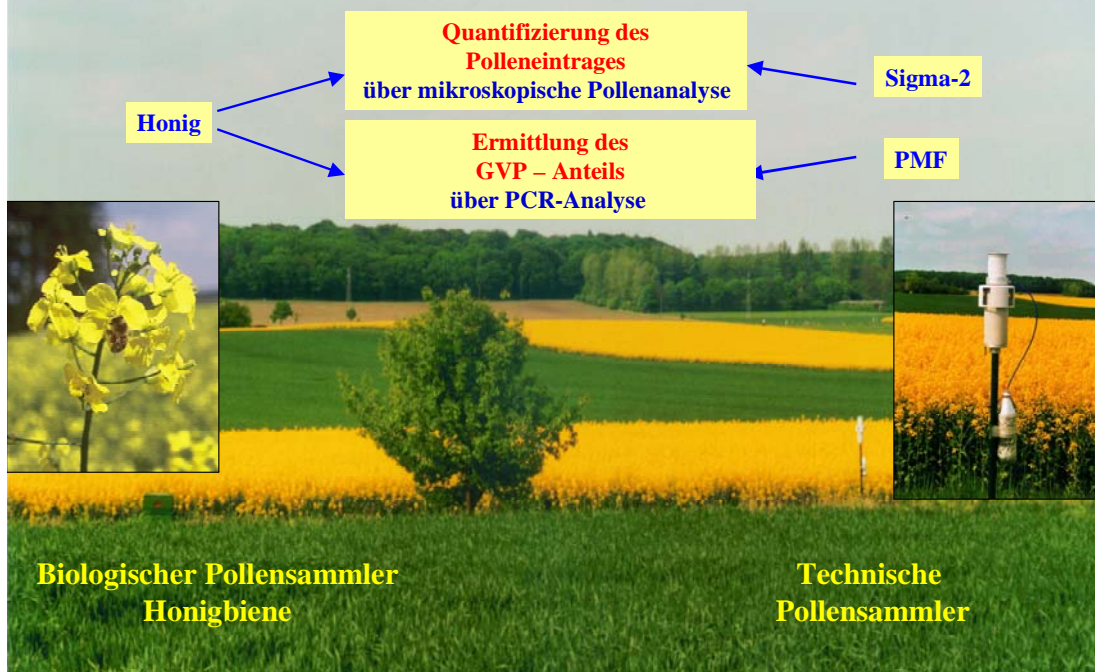 Quantifizierung des
Polleneintrages
über mikroskopische Pollenanalyse
Sigma-2
Honig
Ermittlung des
GVP – Anteils
über PCR-Analyse
PMF
Biologischer Pollensammler
Honigbiene
Technische
Pollensammler